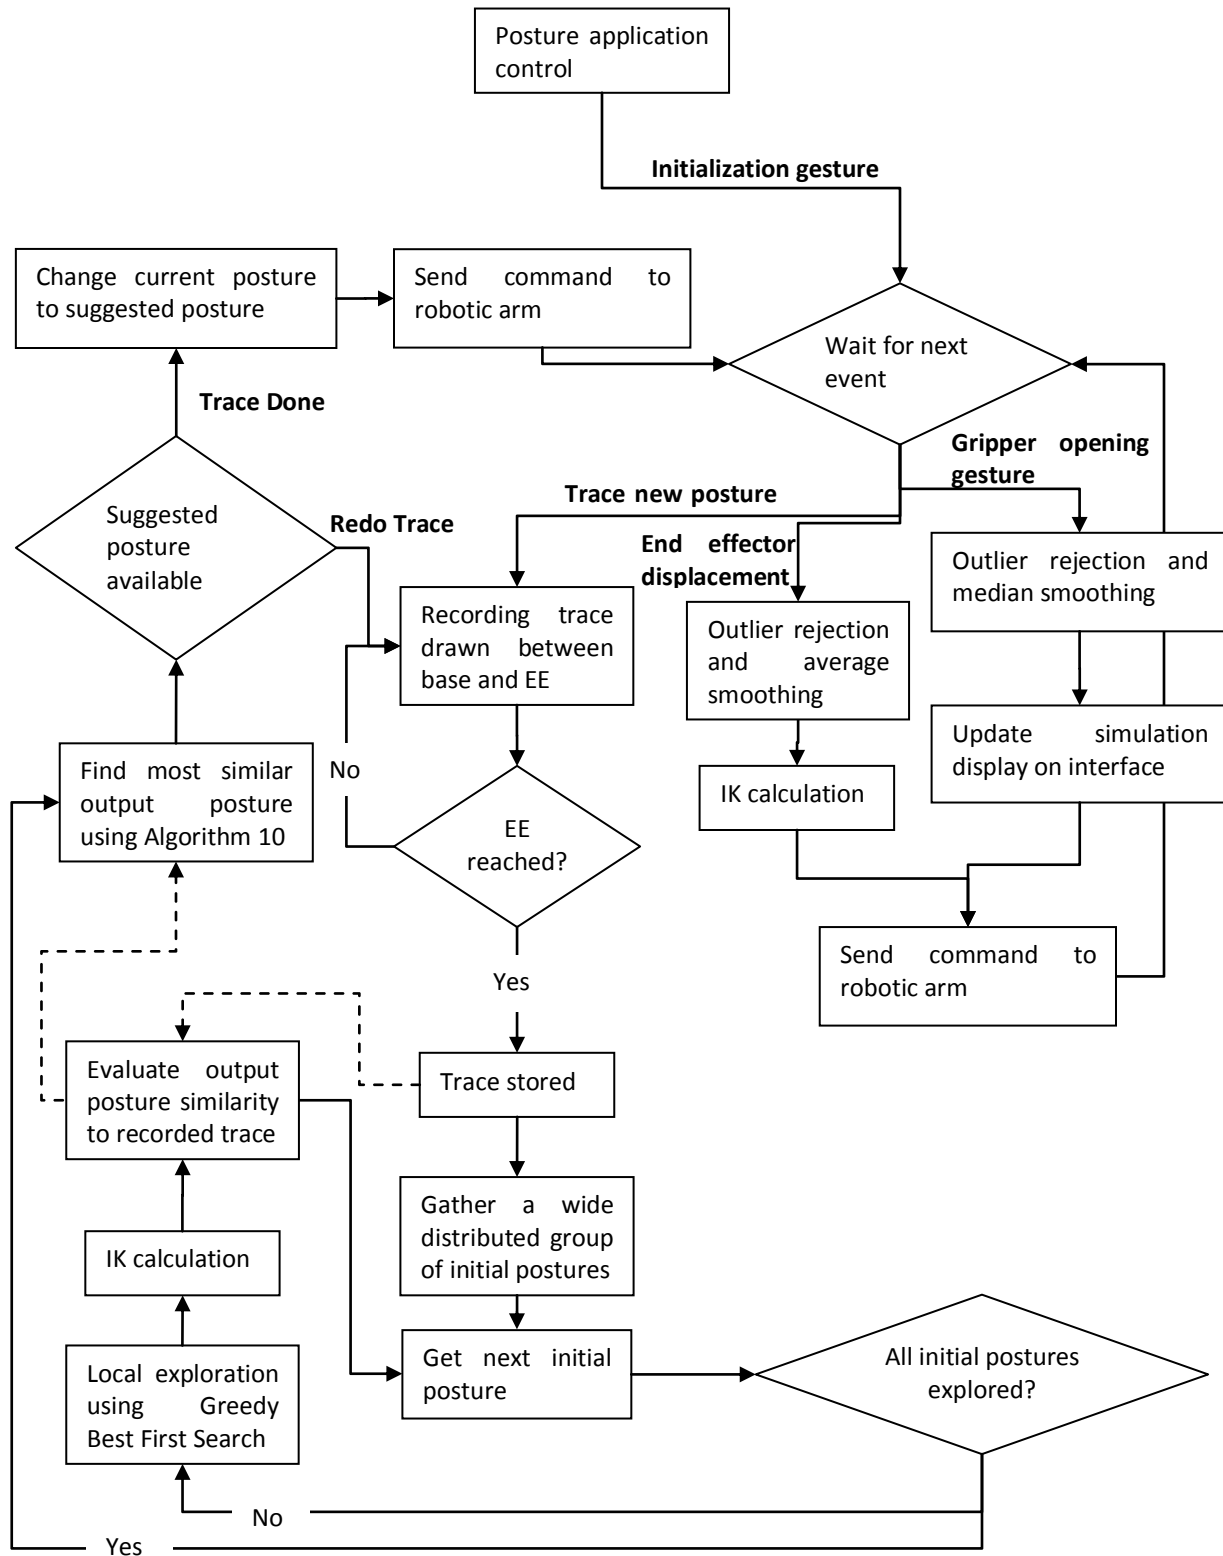 Posture application
control
Initialization gesture
Change current posture
to suggested posture
Send command to
robotic arm
Wait for next
event
Trace Done
Gripper opening
gesture
Trace new posture
Suggested
posture
available
Redo Trace
End effector
displacement
Outlier rejection and
median smoothing
Recording trace
drawn between
base and EE
Outlier rejection
and average
smoothing
Update simulation
display on interface
Find most similar
output posture
using Algorithm 10
No
IK calculation
EE
reached?
Send command to
robotic arm
Yes
Evaluate output
posture similarity
to recorded trace
Trace stored
Gather a wide
distributed group
of initial postures
IK calculation
Local exploration
using Greedy
Best First Search
Get next initial
posture
All initial postures
explored?
No
Yes